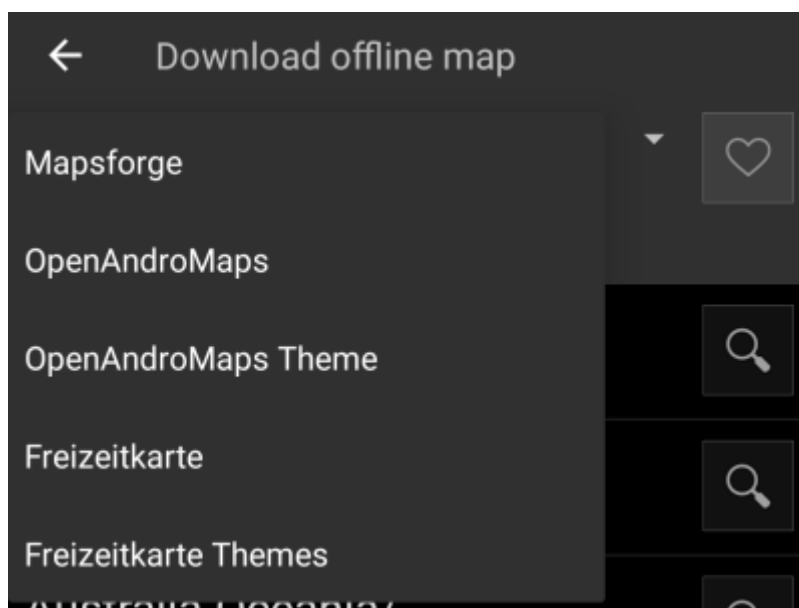 Download offline map
Mapsforge
OpenAndroMaps
OpenAndroMaps Theme
Freizeitkarte
Freizeitkarte Themes